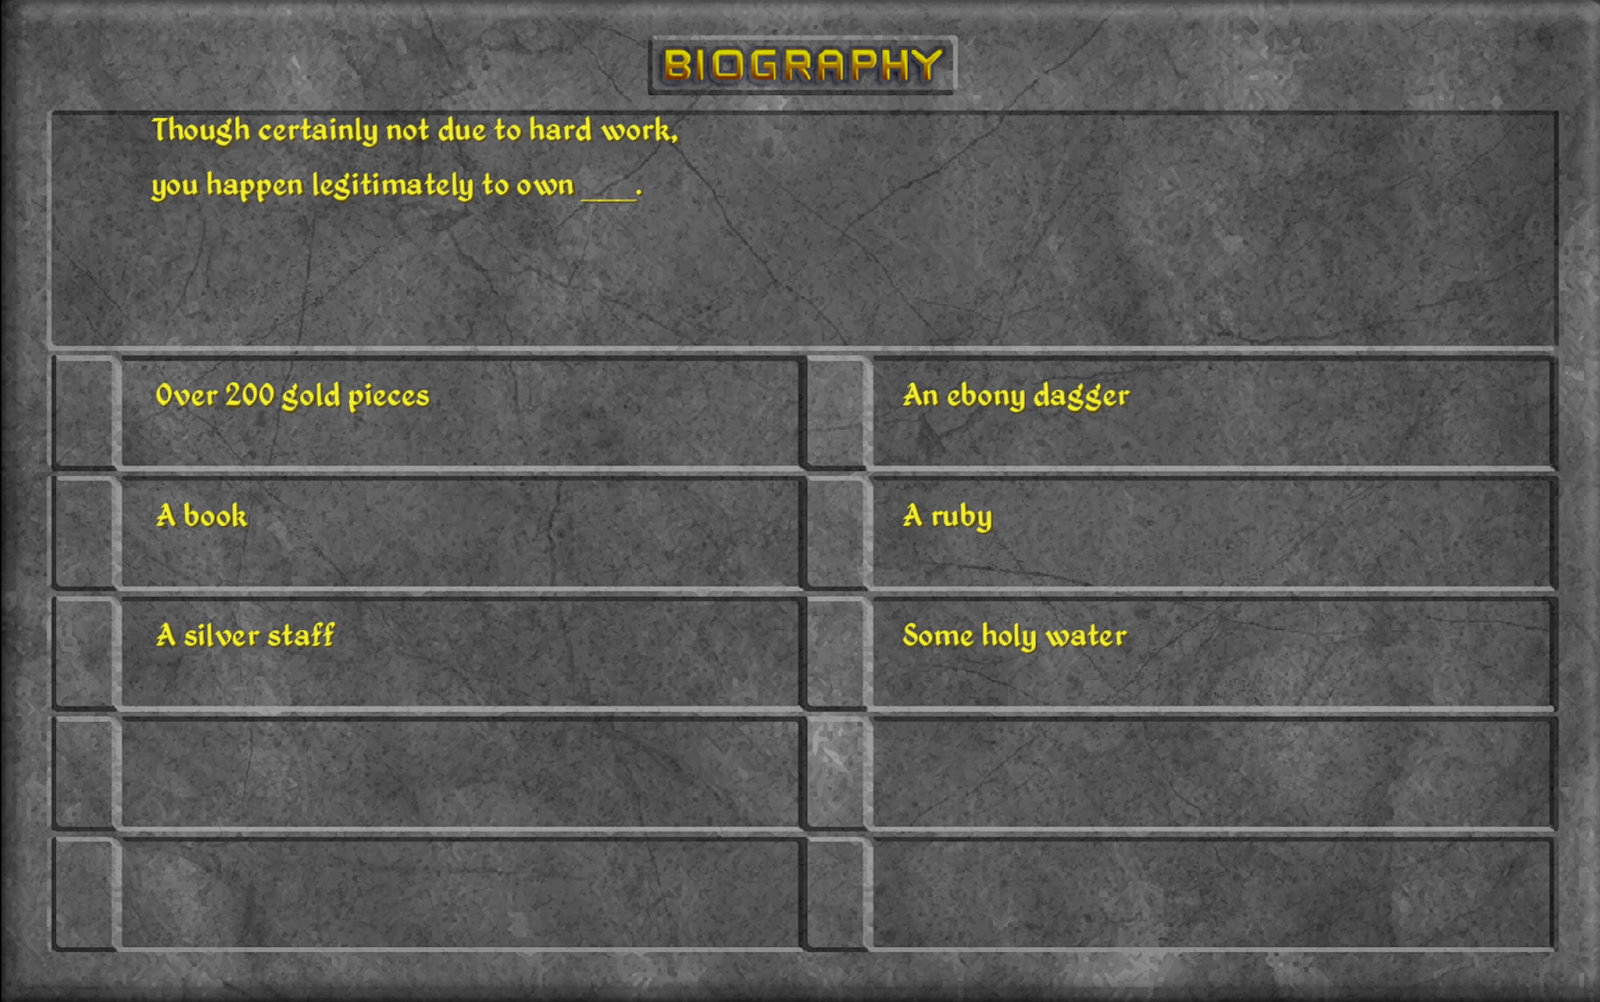 BIOGRAPHY
Though certainly not due to hard work,
you happen legitimately to own ____.
Over 200 gold pieces
An ebony dagger
A book
A ruby
A silver staff
Some holy water